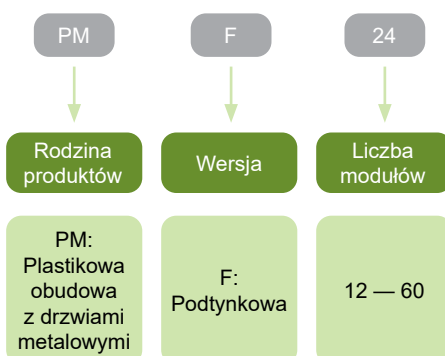 PM F 24
Rodzina
produktów
Wersja
Liczba
modułów
PM:
Plastikowa
obudowa
z drzwiami
metalowymi
F:
Podtynkowa
12 — 60